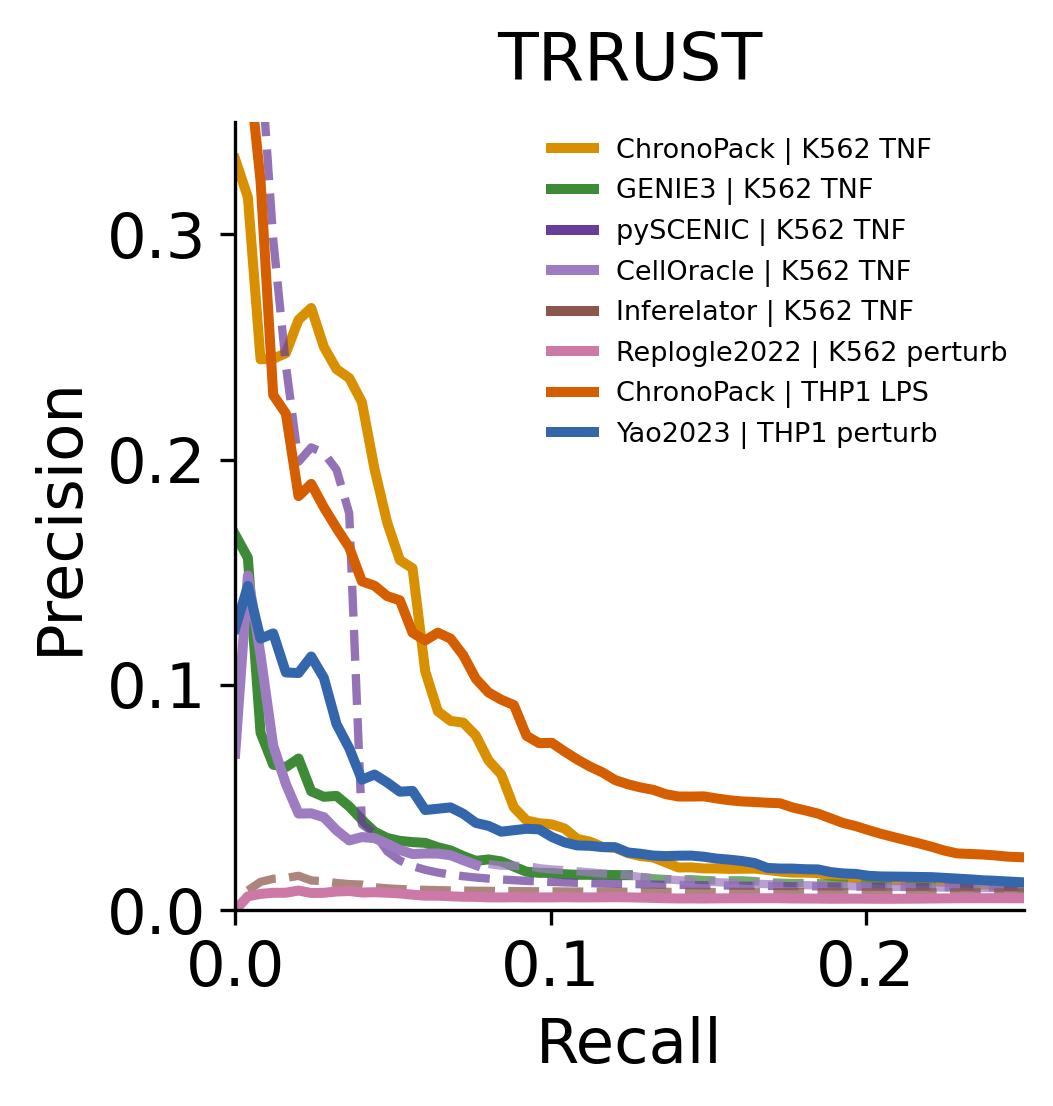 TRRUST
ChronoPack | K562 TNF
GENIE3 | K562 TNF
pySCENIC | K562 TNF
CellOracle | K562 TNF
Inferelator | K562 TNF
Replogle2022 | K562 perturb
ChronoPack | THP1 LPS
Yao2023 | THP1 perturb
Precision
0.3
0.2
0.1
0.0
0.0 0.1 0.2
Recall